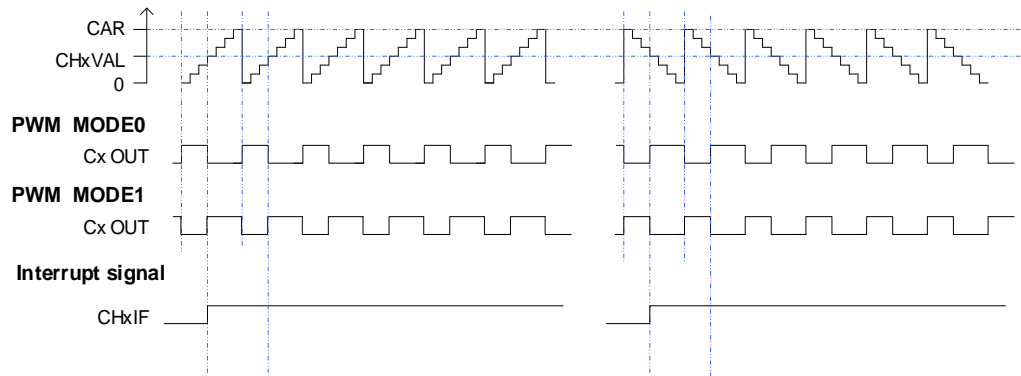 CAR
CHxVAL
0
PWM MODE0
Cx OUT
PWM MODE1
Cx OUT
Interrupt signal
CHxIF